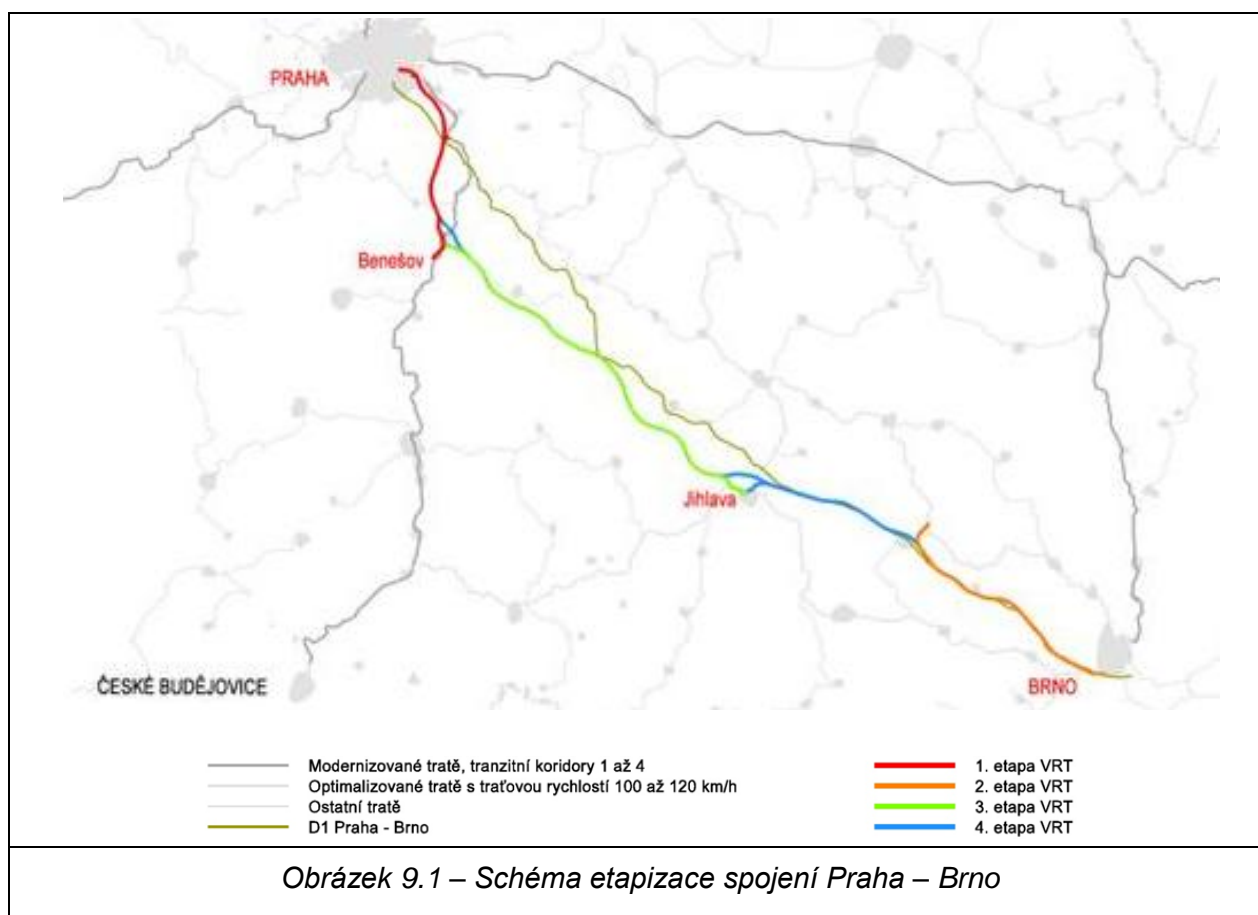 PRAHA
Benešov
Jihlava
ČESKÉ BUDĚJOVICE
BRNO
Modernizované tratě, tranzitní koridory 1 až 4
Optimalizované tratě s traťovou rychlostí 100 až 120 km/h
Ostatní tratě
D1 Praha - Brno
1. etapa VRT
2. etapa VRT
3. etapa VRT
4. etapa VRT
Obrázek 9.1 – Schéma etapizace spojení Praha – Brno